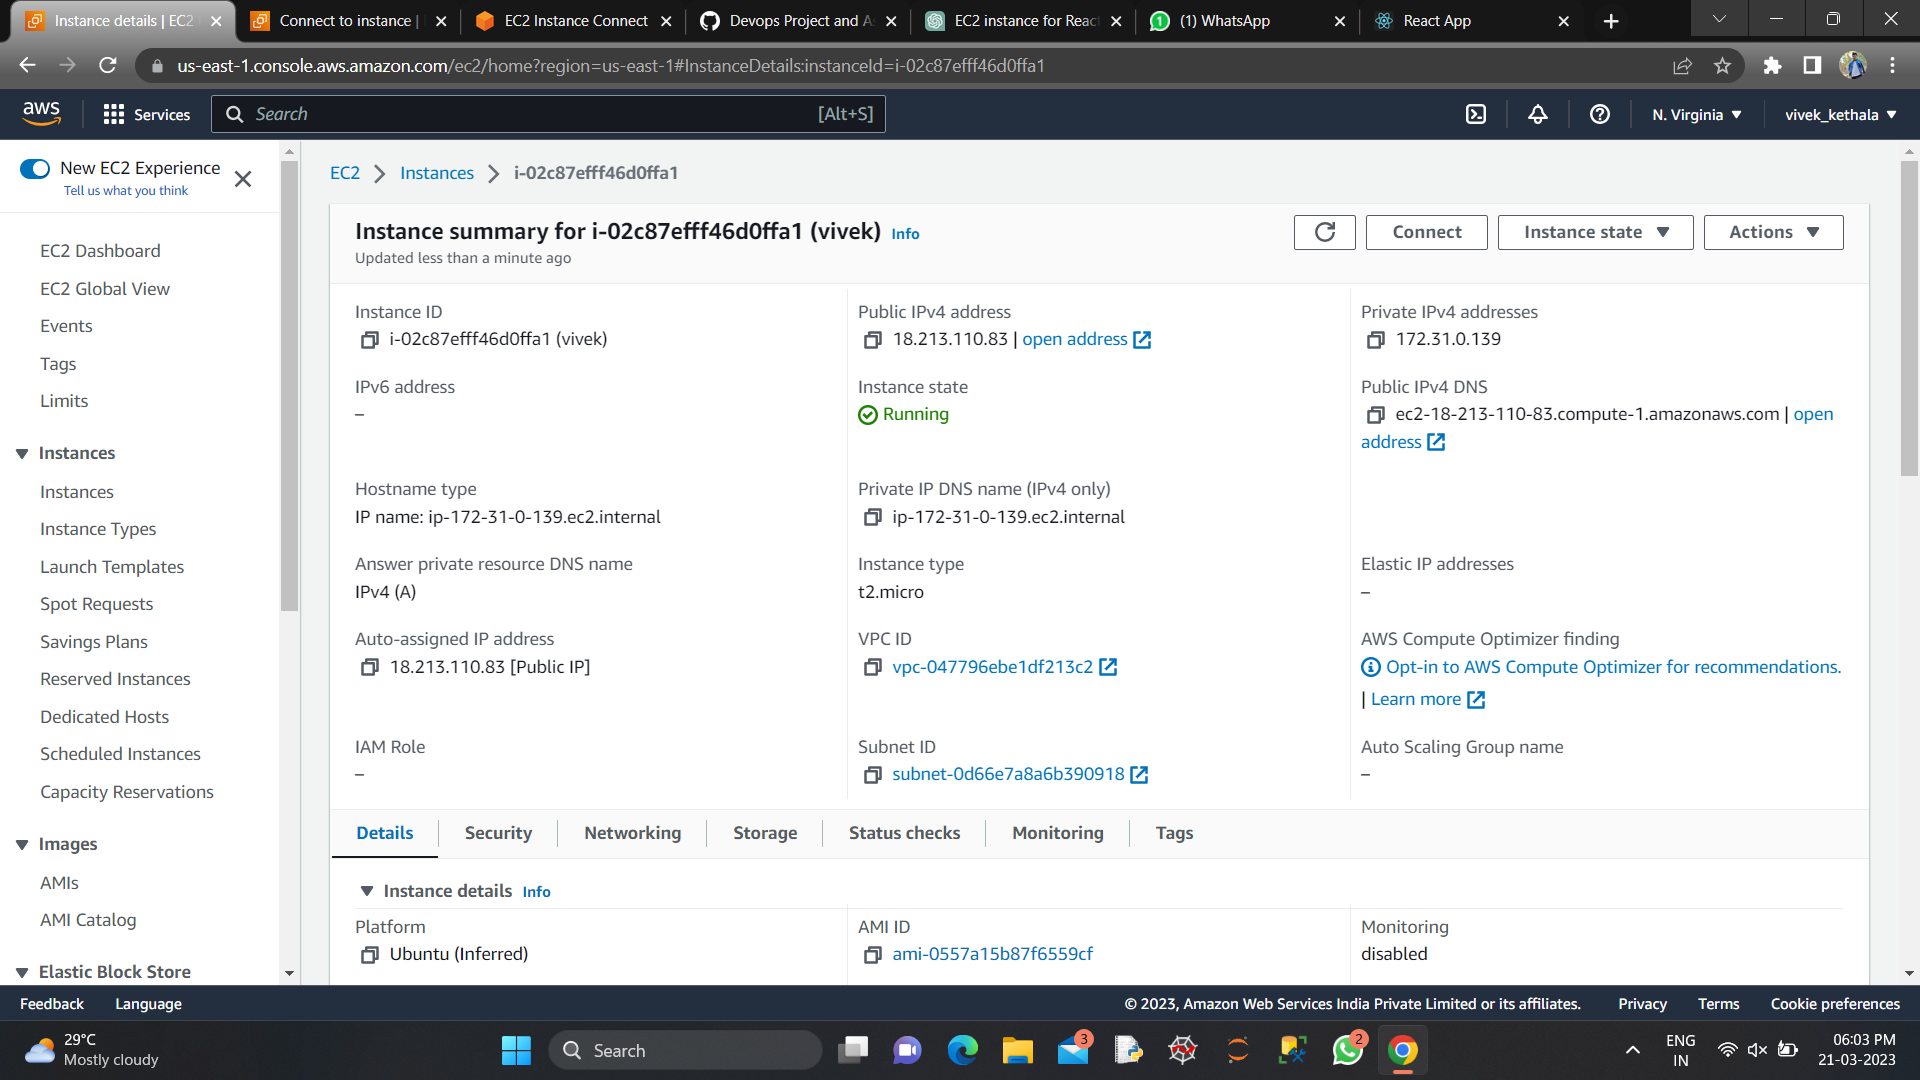 Instance details | EC2
Connect to instance |
EC2 Instance Connect
Devops Project and As
EC2 instance for React
(1) WhatsApp
React App
us-east-1.console.aws.amazon.com/ec2/home?region=us-east-1#InstanceDetails:instanceId=i-02c87efff46d0ffa1
aws
Services
Search
[Alt+S]
N. Virginia
vivek_kethala
New EC2 Experience
Tell us what you think
EC2 Dashboard
EC2 Global View
Events
Tags
Limits
Instances
Instances
Instance Types
Launch Templates
Spot Requests
Savings Plans
Reserved Instances
Dedicated Hosts
Scheduled Instances
Capacity Reservations
Images
AMIs
AMI Catalog
Elastic Block Store
EC2 > Instances > i-02c87efff46d0ffa1
Instance summary for i-02c87efff46d0ffa1 (vivek) Info
Updated less than a minute ago
Connect
Instance state
Actions
Instance ID
i-02c87efff46d0ffa1 (vivek)
Public IPv4 address
18.213.110.83 | open address
Private IPv4 addresses
172.31.0.139
IPv6 address
–
Instance state
Running
Public IPv4 DNS
ec2-18-213-110-83.compute-1.amazonaws.com | open
address
Hostname type
IP name: ip-172-31-0-139.ec2.internal
Private IP DNS name (IPv4 only)
ip-172-31-0-139.ec2.internal
Answer private resource DNS name
IPv4 (A)
Instance type
t2.micro
Elastic IP addresses
–
Auto-assigned IP address
18.213.110.83 [Public IP]
VPC ID
vpc-047796ebe1df213c2
AWS Compute Optimizer finding
Opt-in to AWS Compute Optimizer for recommendations.
| Learn more
IAM Role
–
Subnet ID
subnet-0d66e7a8a6b390918
Auto Scaling Group name
–
Details
Security
Networking
Storage
Status checks
Monitoring
Tags
Instance details Info
Platform
Ubuntu (Inferred)
AMI ID
ami-0557a15b87f6559cf
Monitoring
disabled
Feedback
Language
© 2023, Amazon Web Services India Private Limited or its affiliates.
Privacy
Terms
Cookie preferences
29°C
Mostly cloudy
Search
3
2
ENG
IN
06:03 PM
21-03-2023